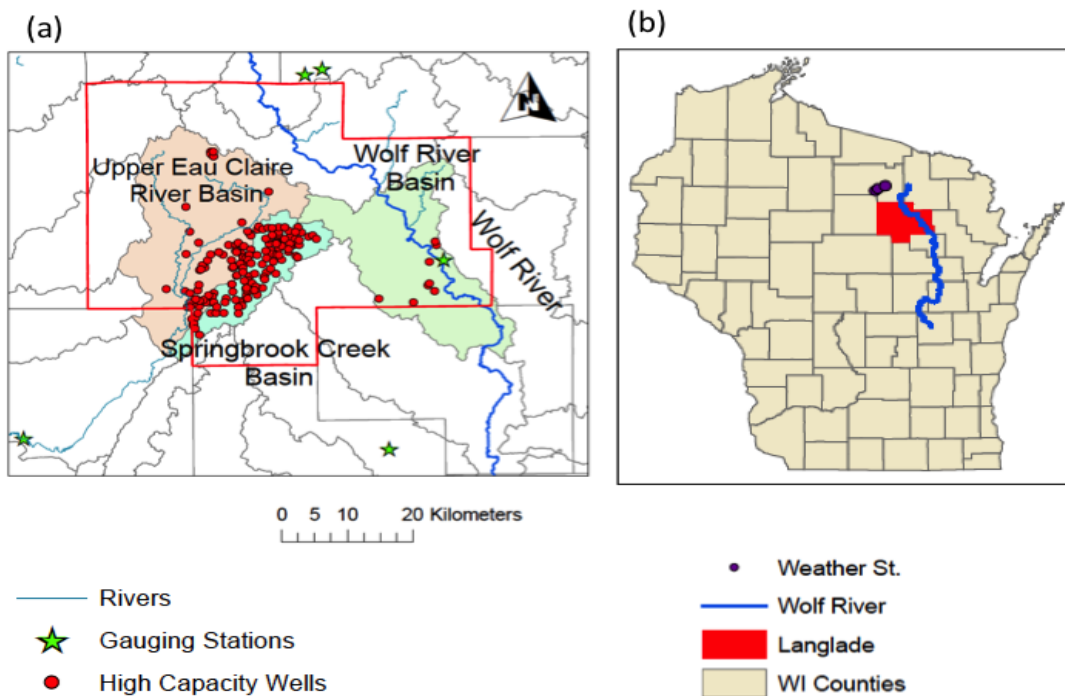 (a)
(b)
N
Upper Eau Claire
River Basin
Wolf River
Basin
Wolf River
Springbrook Creek
Basin
0 5 10 20 Kilometers
Rivers
Gauging Stations
High Capacity Wells
Weather St.
Wolf River
Langlade
WI Counties